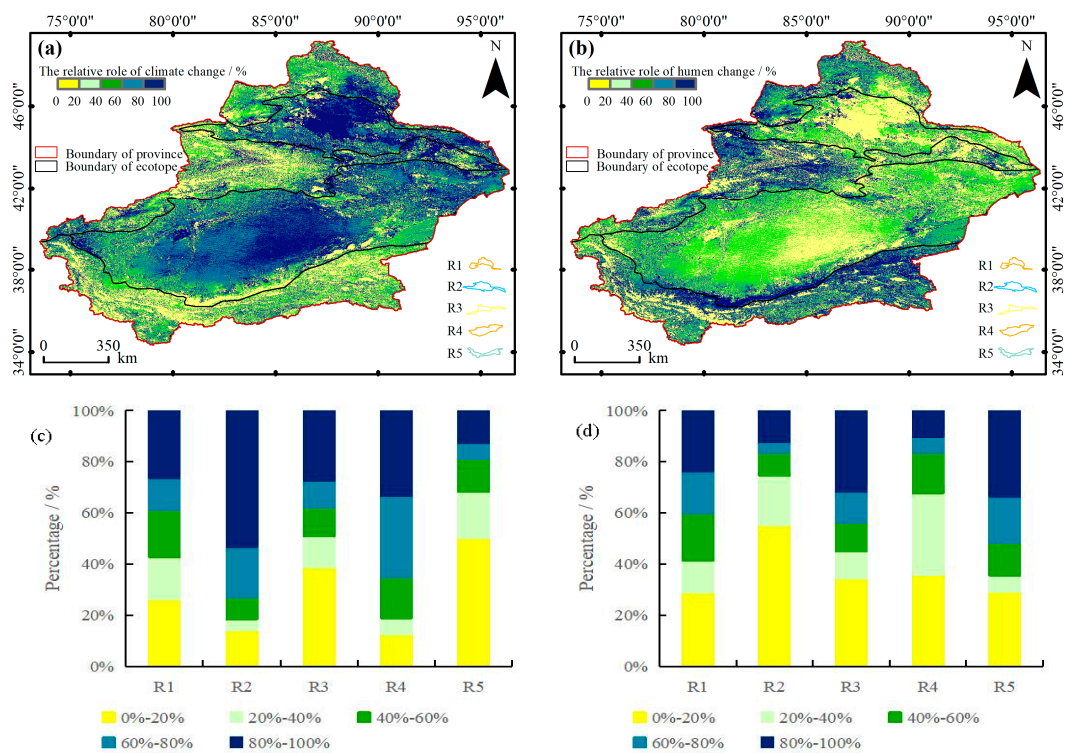 75°0'0" 80°0'0" 85°0'0" 90°0'0" 95°0'0"
(a)
N
The relative role of climate change / %
20 40 60 80 100
Boundary of province
Boundary of ecotope
R1
R2
R3
R4
R5
0 350
km
46°0'0"
42°0'0"
38°0'0"
34°0'0"
75°0'0" 80°0'0" 85°0'0" 90°0'0" 95°0'0"
(b)
N
The relative role of humen change / %
20 40 60 80 100
Boundary of province
Boundary of ecotope
R1
R2
R3
R4
R5
0 350
km
46°0'0"
42°0'0"
38°0'0"
34°0'0"
(c)
Percentage / %
100%
80%
60%
40%
20%
0%
R1 R2 R3 R4 R5
0%-20% 20%-40% 40%-60%
60%-80% 80%-100%
(d)
Percentage / %
100%
80%
60%
40%
20%
0%
R1 R2 R3 R4 R5
0%-20% 20%-40% 40%-60%
60%-80% 80%-100%